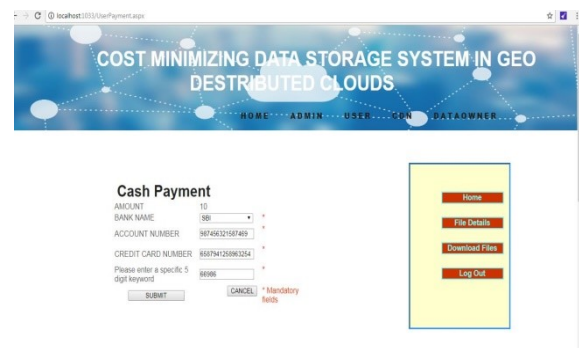 localhost:1033/UserPayment.aspx
COST MINIMIZING DATA STORAGE SYSTEM IN GEO
DESTRIBUTED CLOUDS
HOME ADMIN USER CDN DATAOWNER
Cash Payment
AMOUNT 10
BANK NAME SBI *
ACCOUNT NUMBER 987456321587469 *
CREDIT CARD NUMBER 6587941258963254 *
Please enter a specific 5
digit keyword 66986 *
SUBMIT CANCEL * Mandatory
fields
Home
File Details
Download Files
Log Out